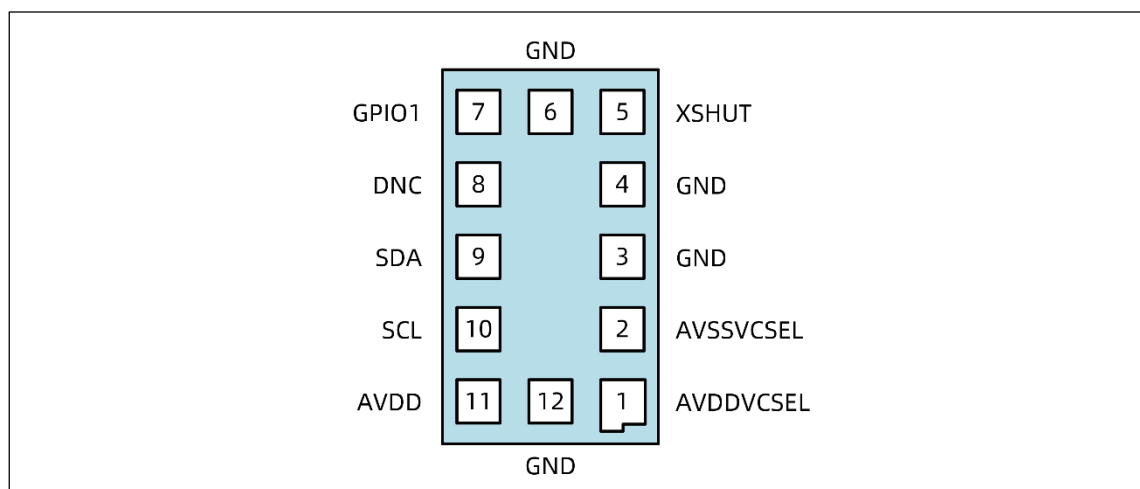 GND
GPIO1 7 6 5 XSHUT
DNC 8 4 GND
SDA 9 3 GND
SCL 10 2 AVSSVCSEL
AVDD 11 12 1 AVDDVCSEL
GND